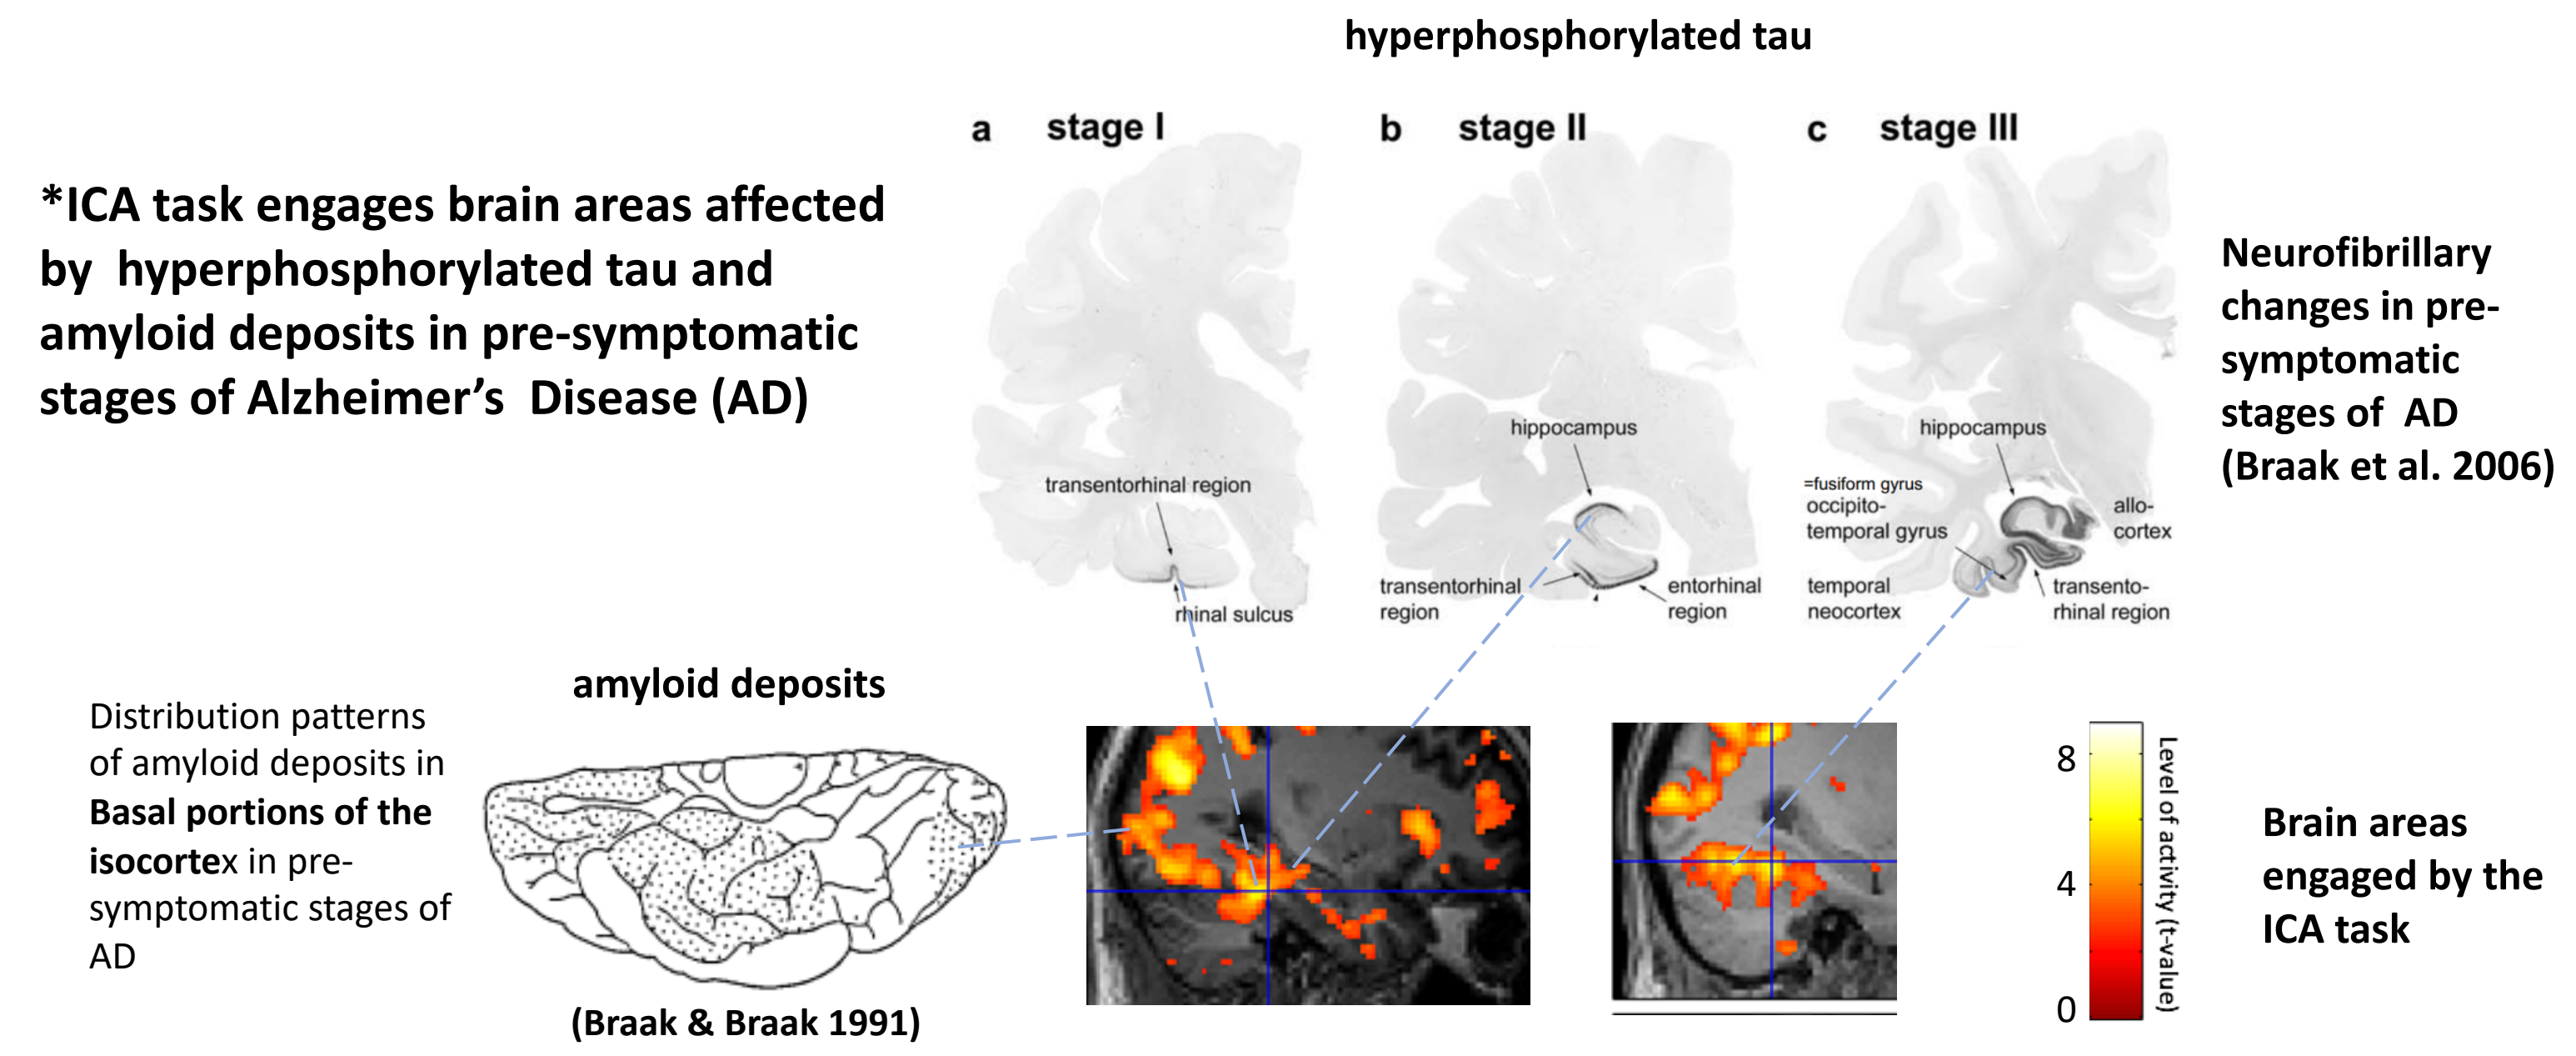 hyperphosphorylated tau
*ICA task engages brain areas affected
by  hyperphosphorylated tau and
amyloid deposits in pre-symptomatic
stages of Alzheimer’s  Disease (AD)
a stage I
transentorhinal region
rhinal sulcus
b stage II
hippocampus
transentorhinal
region
entorhinal
region
c stage III
hippocampus
=fusiform gyrus
occipito-
temporal gyrus
allo-
cortex
temporal
neocortex
transento-
rhinal region
Neurofibrillary
changes in pre-
symptomatic
stages of  AD
(Braak et al. 2006)
Distribution patterns
of amyloid deposits in
Basal portions of the
isocortex in pre-
symptomatic stages of
AD
amyloid deposits
(Braak & Braak 1991)
8
4
0
Level of activity (t-value)
Brain areas
engaged by the
ICA task